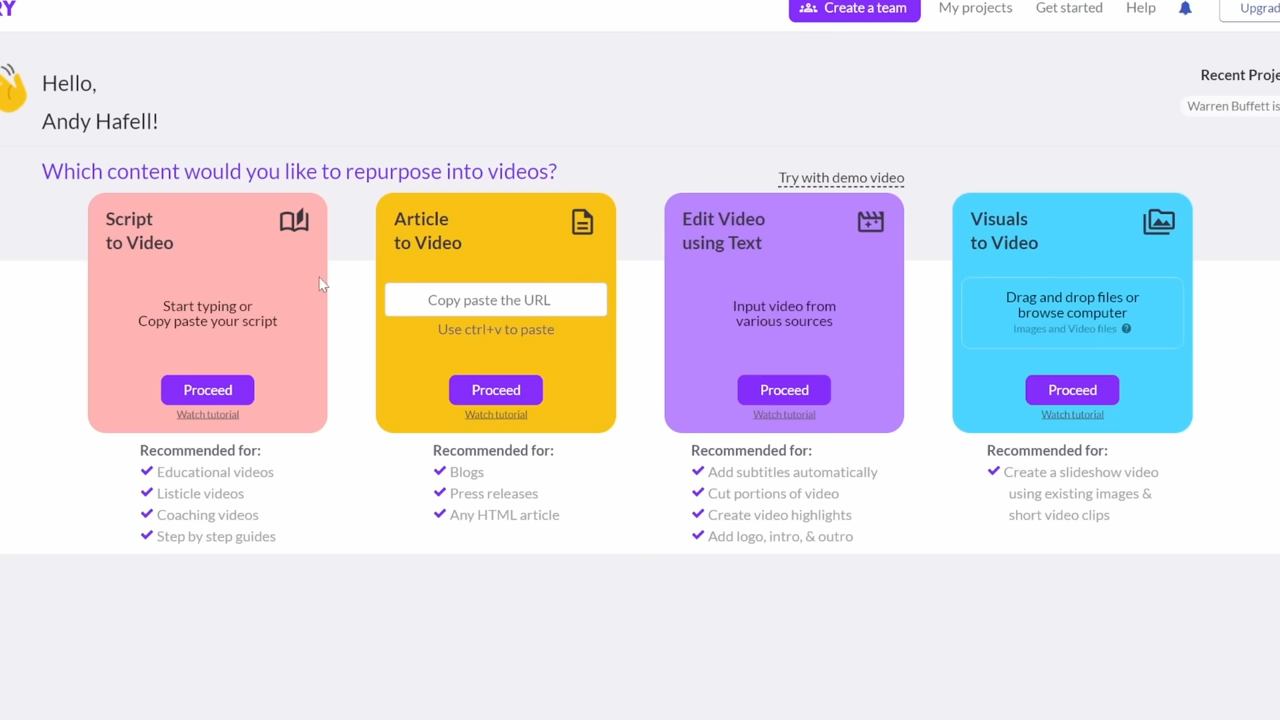 RY
Create a team
My projects
Get started
Help
Upgrad
Hello,
Andy Hafell!
Recent Proje
Warren Buffett is
Which content would you like to repurpose into videos?
Try with demo video
Script
to Video
Start typing or
Copy paste your script
Proceed
Watch tutorial
Recommended for:
Educational videos
Listicle videos
Coaching videos
Step by step guides
Article
to Video
Copy paste the URL
Use ctrl+v to paste
Proceed
Watch tutorial
Recommended for:
Blogs
Press releases
Any HTML article
Edit Video
using Text
Input video from
various sources
Proceed
Watch tutorial
Recommended for:
Add subtitles automatically
Cut portions of video
Create video highlights
Add logo, intro, & outro
Visuals
to Video
Drag and drop files or
browse computer
Images and Video files ?
Proceed
Watch tutorial
Recommended for:
Create a slideshow video
using existing images &
short video clips